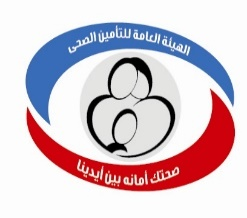 الهيئة العامة للتأمين الصحى
صحتك أمانه بين أيدينا